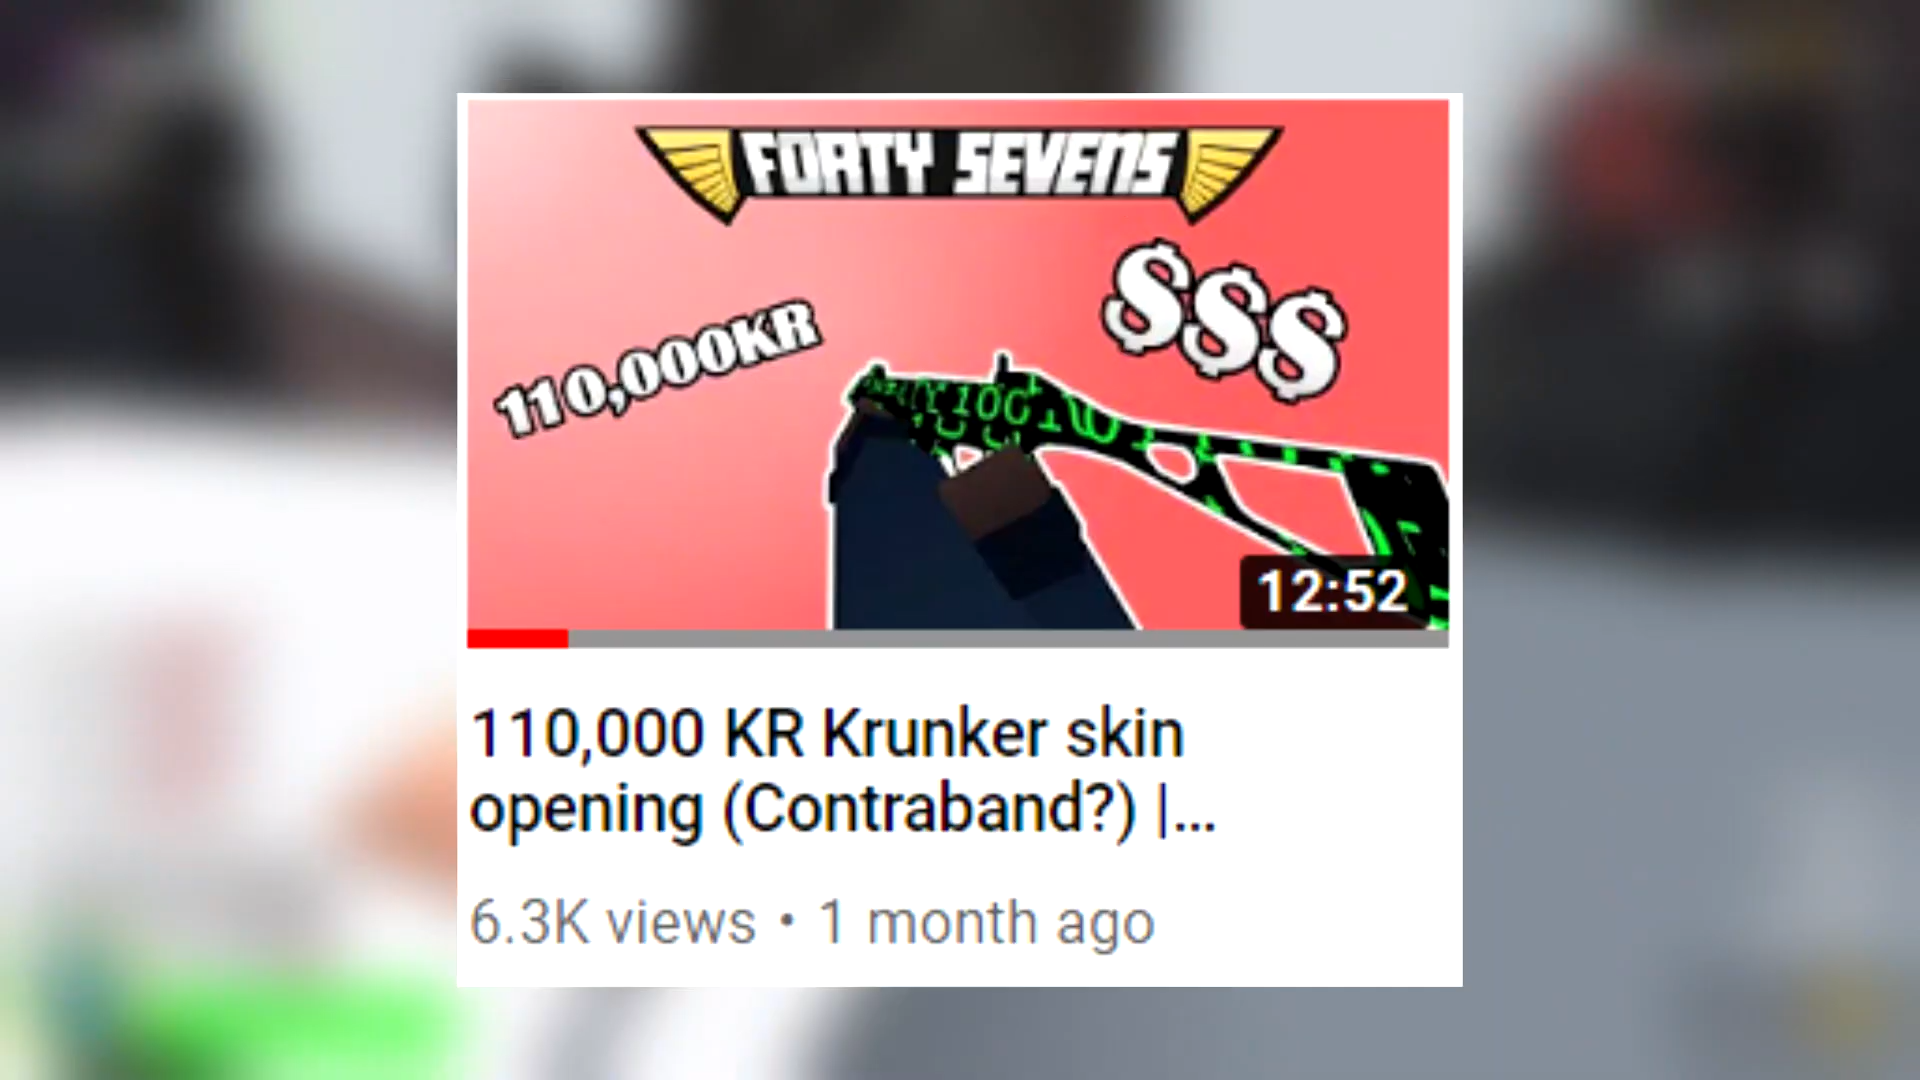 FORTY SEVENS
$$$
110,000KR
12:52
110,000 KR Krunker skin
opening (Contraband?) |...
6.3K views • 1 month ago